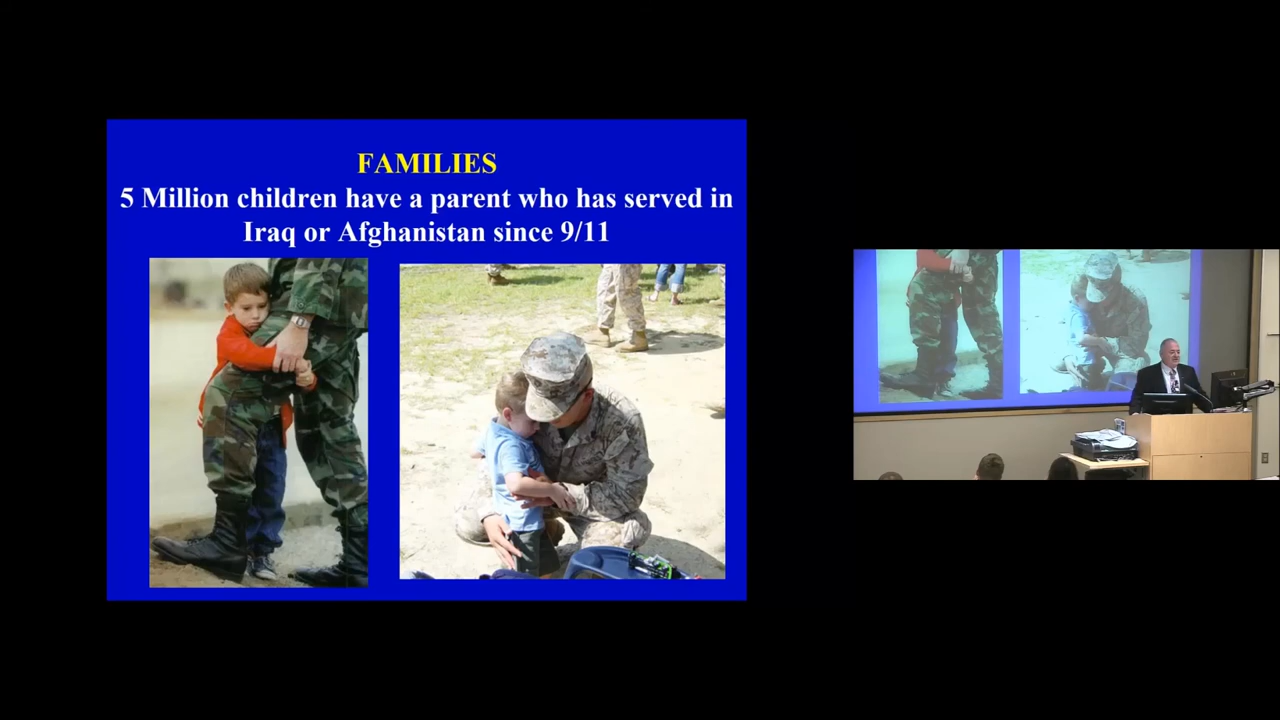 FAMILIES
5 Million children have a parent who has served in
Iraq or Afghanistan since 9/11